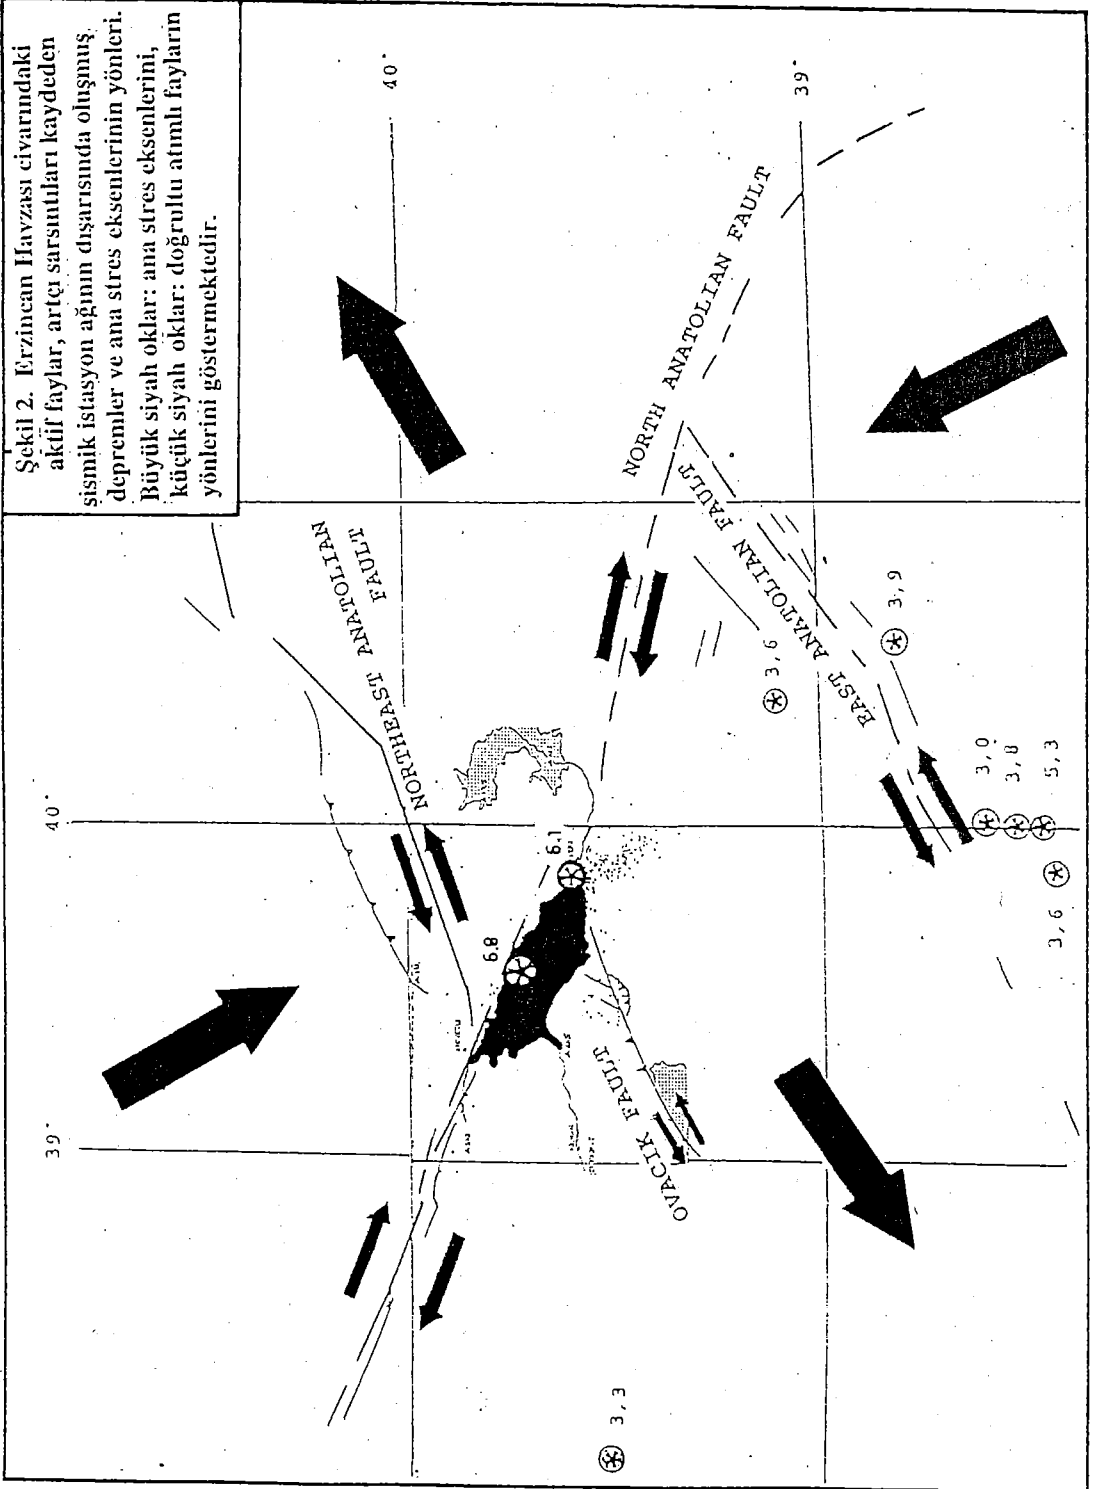 Şekil 2. Erzincan Havzası civarındaki
aktif faylar, artçı sarsıntıları kaydeden
sismik istasyon ağının dışarısında oluşmuş
depremler ve ana stres eksenlerinin yönleri.
Büyük siyah oklar: ana stres eksenlerini,
küçük siyah oklar: doğrultu atımlı fayların
yönlerini göstermektedir.
39°
40°
40°
39°
NORTHEAST ANATOLIAN
FAULT
NORTH ANATOLIAN FAULT
EAST ANATOLIAN FAULT
OVACIK FAULT
6.8
6.1
3,3
3,6
3,9
3,0
3,8
5,3
3,6